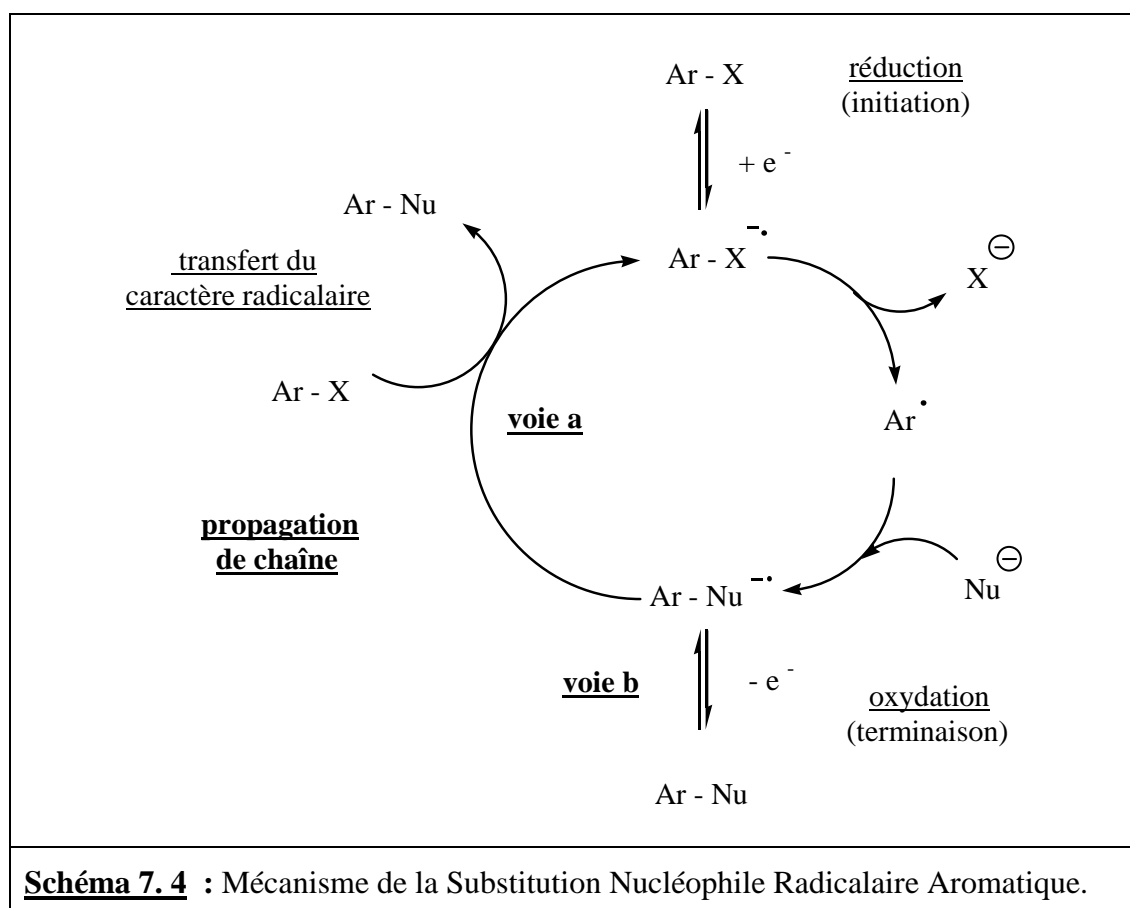 Ar - X
réduction
(initiation)
+ e -
Ar - Nu
transfert du
caractère radicalaire
Ar - X -•
X ⊖
Ar - X
voie a
Ar •
propagation
de chaîne
Ar - Nu -•
Nu ⊖
voie b
- e -
oxydation
(terminaison)
Ar - Nu
Schéma 7. 4 : Mécanisme de la Substitution Nucléophile Radicalaire Aromatique.